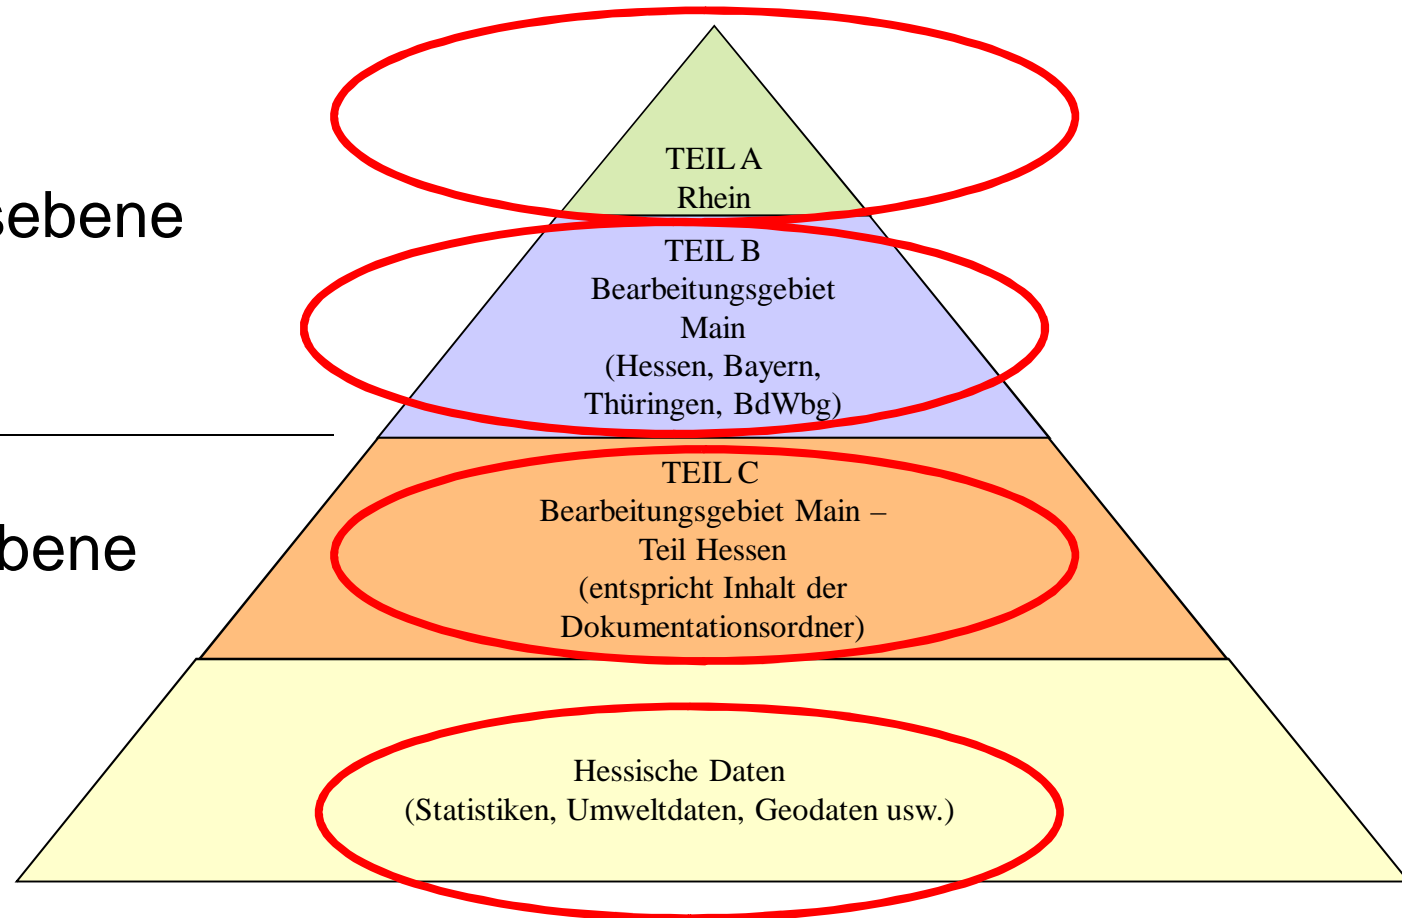 TEIL A
Rhein
sebene
TEIL B
Bearbeitungsgebiet
Main
(Hessen, Bayern,
Thüringen, BdWbg)
TEIL C
Bearbeitungsgebiet Main –
Teil Hessen
(entspricht Inhalt der
Dokumentationsordner)
bene
Hessische Daten
(Statistiken, Umweltdaten, Geodaten usw.)